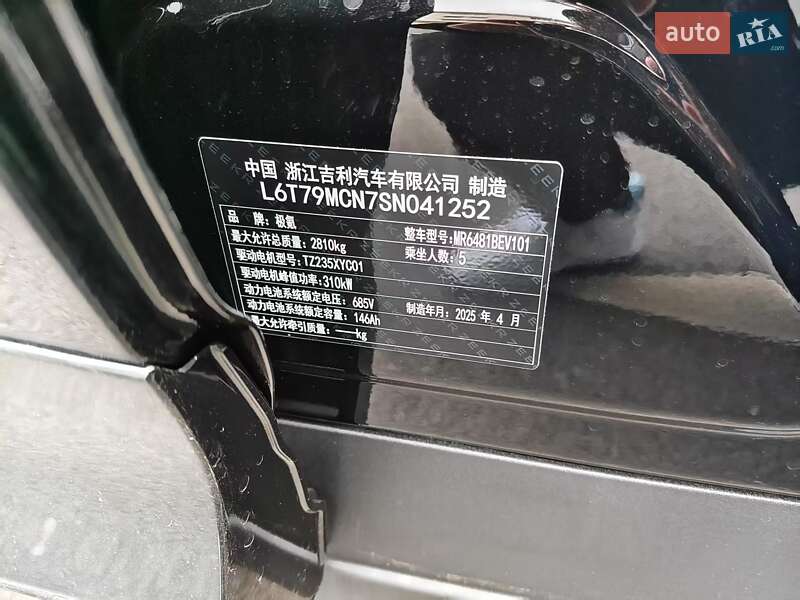 auto RIA.com
中国 浙江吉利汽车有限公司 制造
L6T79MCN7SN041252
品 牌：极氪
整车型号：MR6481BEV101
最大允许总质量：2810kg
乘坐人数：5
驱动电机型号：TZ235XYC01
驱动电机峰值功率：310kW
动力电池系统额定电压：685V
制造年月：2025 年 4 月
动力电池系统额定容量：146Ah
最大允许牵引质量：——kg